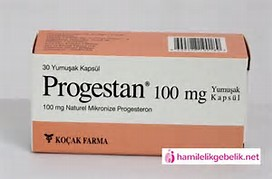 30 Yumuşak Kapsül
Progestan® 100 mg Yumuşak Kapsül
100 mg Naturel Mikronize Progesteron
KOÇAK FARMA
hamilelikgebelik.net